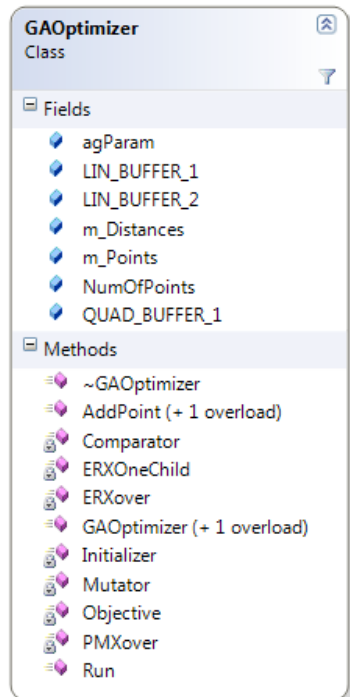 GAOptimizer
Class
Fields
agParam
LIN_BUFFER_1
LIN_BUFFER_2
m_Distances
m_Points
NumOfPoints
QUAD_BUFFER_1
Methods
~GAOptimizer
AddPoint (+ 1 overload)
Comparator
ERXOneChild
ERXover
GAOptimizer (+ 1 overload)
Initializer
Mutator
Objective
PMXover
Run